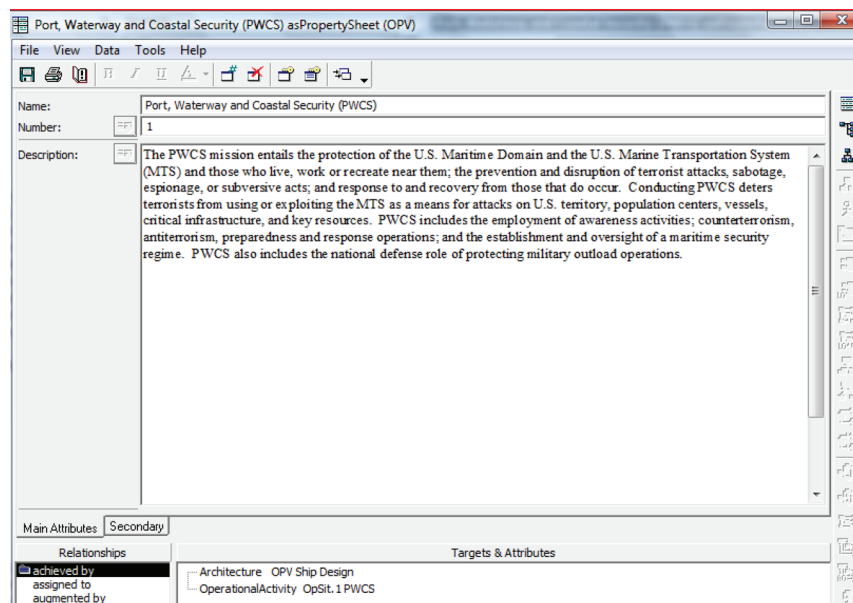 Port, Waterway and Coastal Security (PWCS) asPropertySheet (OPV)
File View Data Tools Help
B I U A
Name: Port, Waterway and Coastal Security (PWCS)
Number: 1
Description: The PWCS mission entails the protection of the U.S. Maritime Domain and the U.S. Marine Transportation System
(MTS) and those who live, work or recreate near them; the prevention and disruption of terrorist attacks, sabotage,
espionage, or subversive acts; and response to and recovery from those that do occur. Conducting PWCS deters
terrorists from using or exploiting the MTS as a means for attacks on U.S. territory, population centers, vessels,
critical infrastructure, and key resources. PWCS includes the employment of awareness activities; counterterrorism,
antiterrorism, preparedness and response operations; and the establishment and oversight of a maritime security
regime. PWCS also includes the national defense role of protecting military outload operations.
Main Attributes Secondary
Relationships Targets & Attributes
achieved by Architecture OPV Ship Design
assigned to OperationalActivity OpSit.1 PWCS
augmented by